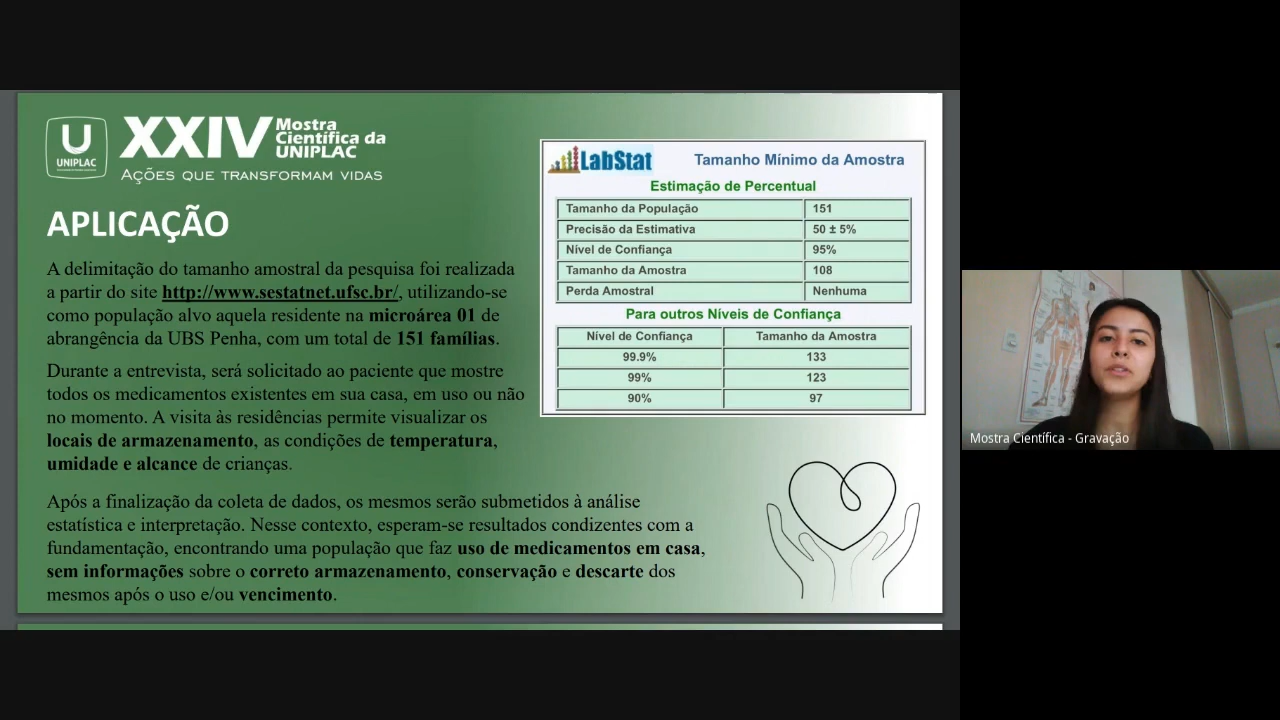 UNIPLAC
XXIV Mostra
Científica da
UNIPLAC
AÇÕES QUE TRANSFORMAM VIDAS
APLICAÇÃO
A delimitação do tamanho amostral da pesquisa foi realizada
a partir do site http://www.sestatnet.ufsc.br/, utilizando-se
como população alvo aquela residente na microárea 01 de
abrangência da UBS Penha, com um total de 151 famílias.
Durante a entrevista, será solicitado ao paciente que mostre
todos os medicamentos existentes em sua casa, em uso ou não
no momento. A visita às residências permite visualizar os
locais de armazenamento, as condições de temperatura,
umidade e alcance de crianças.
Após a finalização da coleta de dados, os mesmos serão submetidos à análise
estatística e interpretação. Nesse contexto, esperam-se resultados condizentes com a
fundamentação, encontrando uma população que faz uso de medicamentos em casa,
sem informações sobre o correto armazenamento, conservação e descarte dos
mesmos após o uso e/ou vencimento.
LabStat Tamanho Mínimo da Amostra
Estimação de Percentual
Tamanho da População 151
Precisão da Estimativa 50 ± 5%
Nível de Confiança 95%
Tamanho da Amostra 108
Perda Amostral Nenhuma
Para outros Níveis de Confiança
Nível de Confiança Tamanho da Amostra
99.9% 133
99% 123
90% 97
Mostra Científica - Gravação